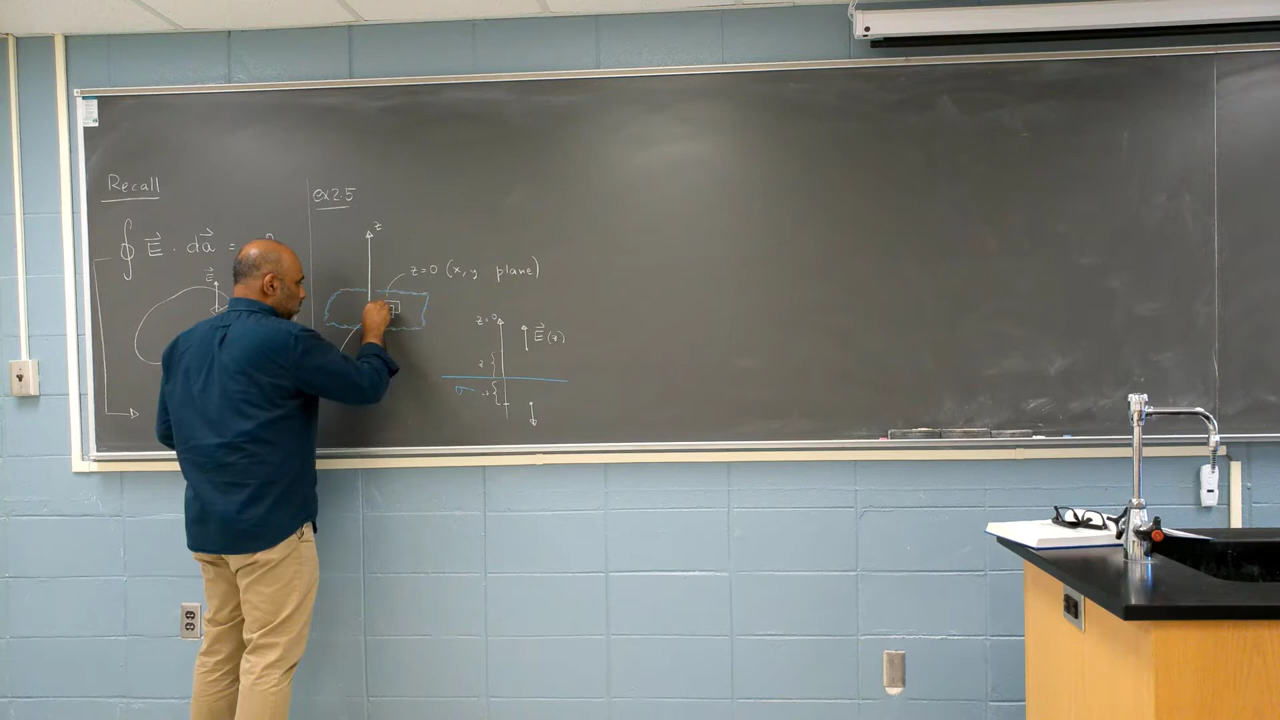 Recall
∮ E⃗ · da⃗ =
E⃗
ex 2.5
z
z=0 (x, y plane)
z=0
E⃗(z)
z
σ
-z